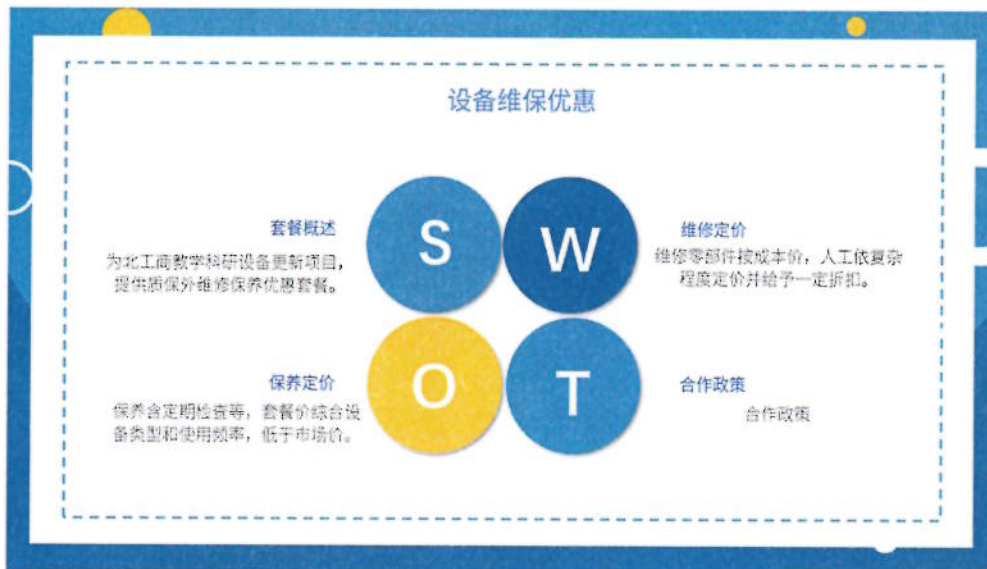 设备维保优惠
套餐概述
为北工商教学科研设备更新项目,
提供质保外维修保养优惠套餐。
S
W
维修定价
维修零部件按成本价，人工依复杂
程度定价并给予一定折扣。
保养定价
保养含定期检查等，套餐价综合设
备类型和使用频率，低于市场价。
O
T
合作政策
合作政策